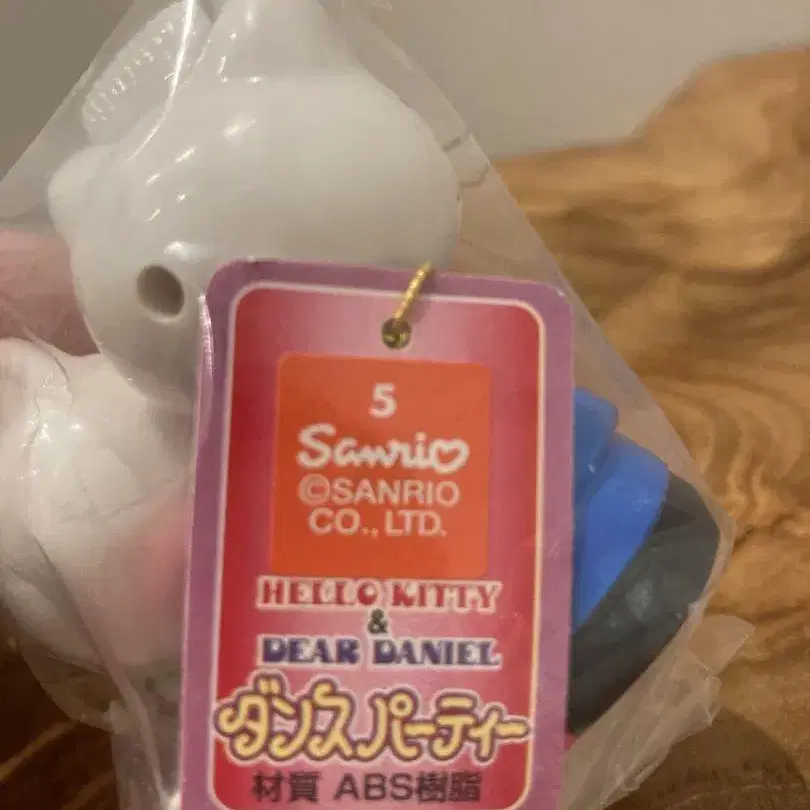 5
Sanrio
©SANRIO
CO., LTD.
HELLO KITTY
&
DEAR DANIEL
ダンスパーティー
材質 ABS樹脂